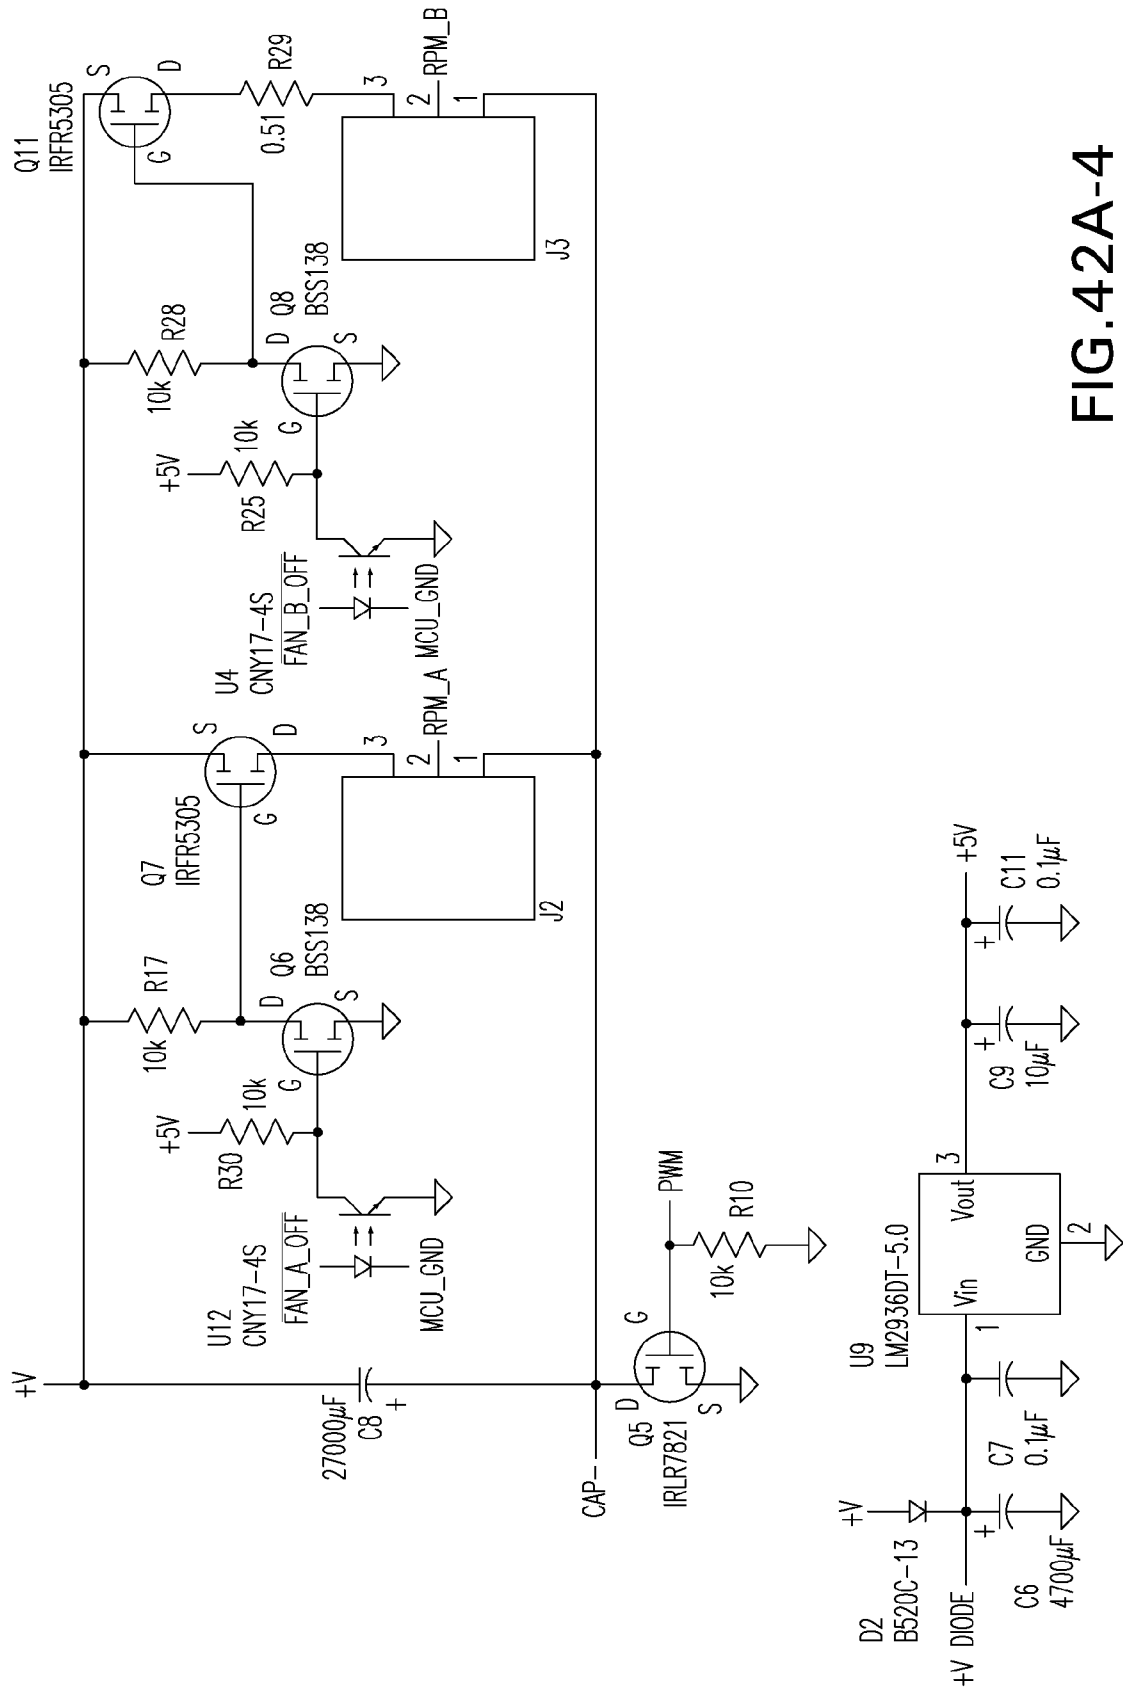 Q11
IRFR5305
S
D
G
R29
0.51
3
2
RPM_B
1
J3
R28
10k
Q8
BSS138
D
S
G
+5V
10k
R25
U4
CNY17-4S
FAN_B_OFF
MCU_GND
Q7
IRFR5305
S
D
G
3
2
RPM_A
1
J2
R17
10k
Q6
BSS138
D
S
G
+5V
10k
R30
U12
CNY17-4S
FAN_A_OFF
MCU_GND
+V
27000µF
C8
+
CAP-
D
G
S
Q5
IRLR7821
PWM
R10
10k
U9
LM2936DT-5.0
Vin
Vout
GND
1
2
3
+5V
+
C11
0.1µF
+
C9
10µF
C7
0.1µF
+V
D2
B520C-13
+V DIODE
+
C6
4700µF
FIG.42A-4